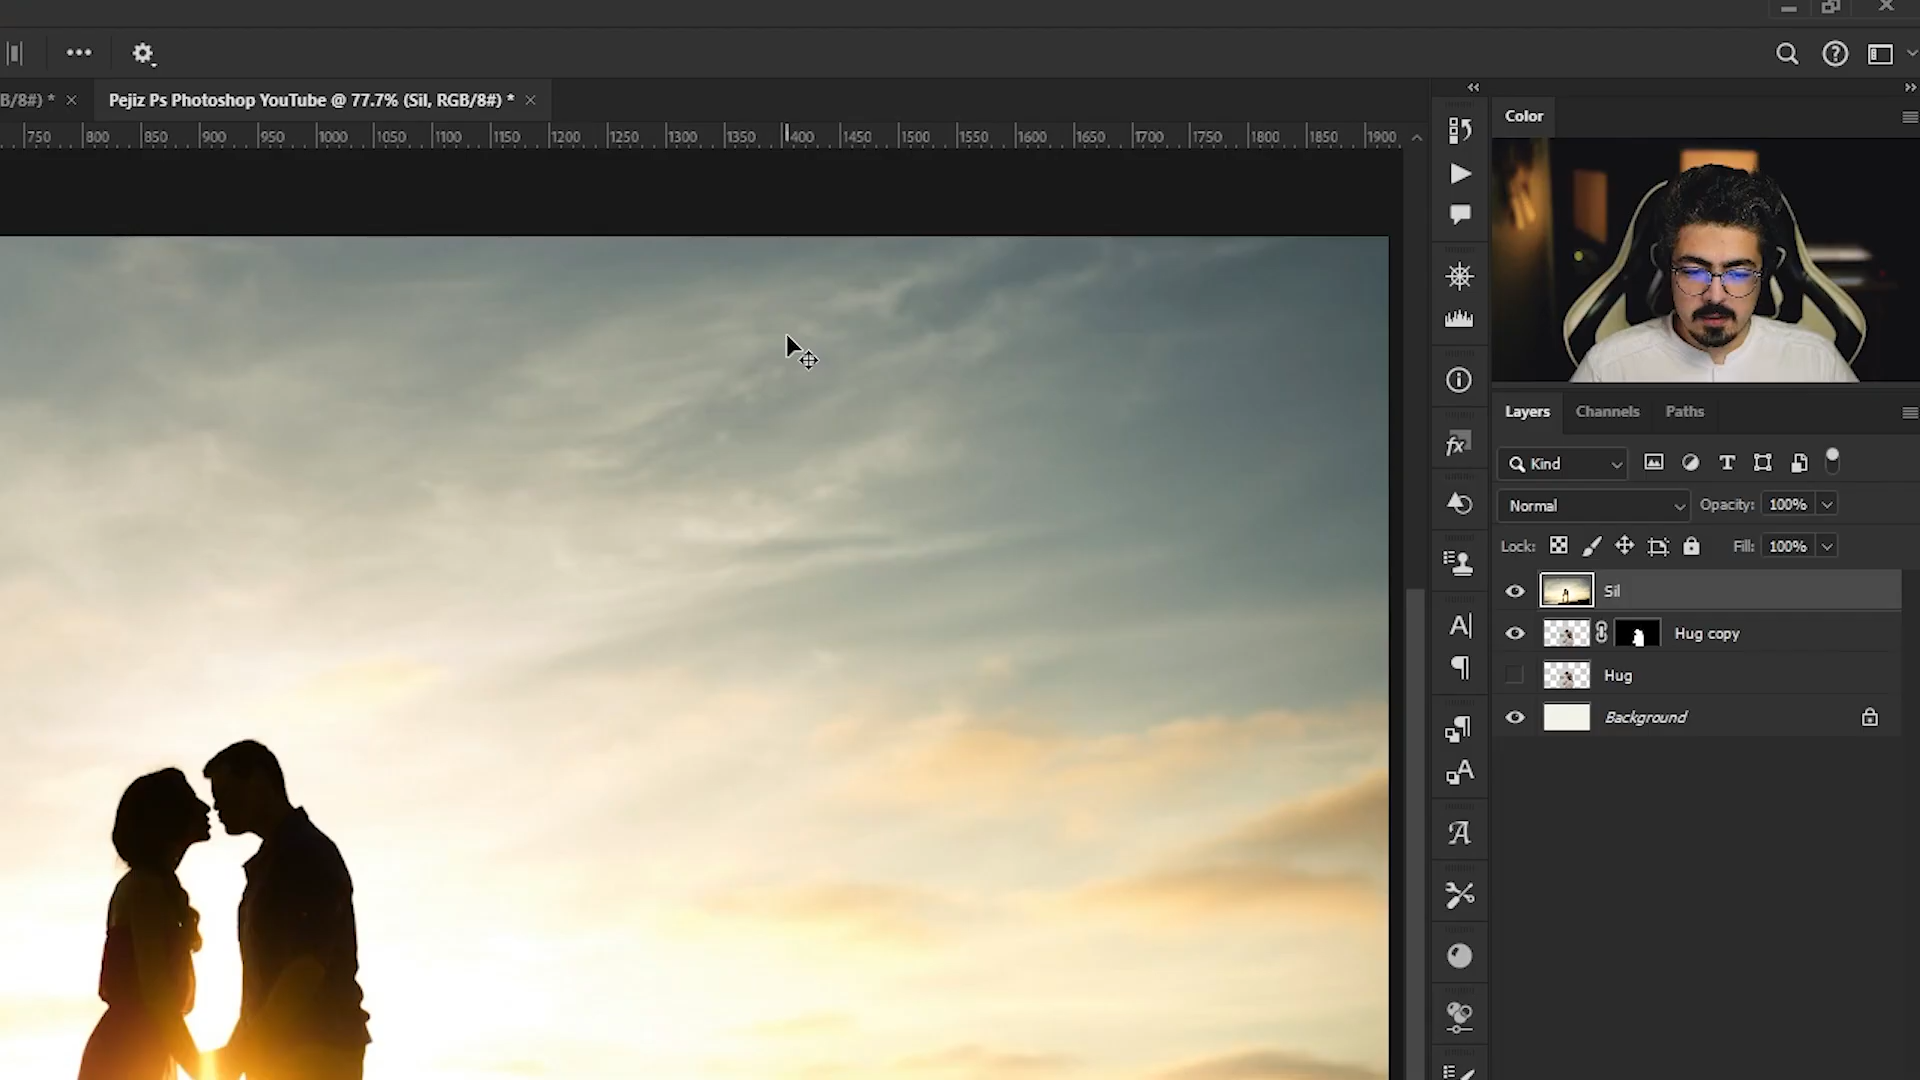 B/8#) * × Pejiz Ps Photoshop YouTube @ 77.7% (Sil, RGB/8#) * ×
750 800 850 900 950 1000 1050 1100 1150 1200 1250 1300 1350 1400 1450 1500 1550 1600 1650 1700 1750 1800 1850 1900
Color
Layers Channels Paths
Kind
Normal Opacity: 100%
Lock: Fill: 100%
Sil
Hug copy
Hug
Background